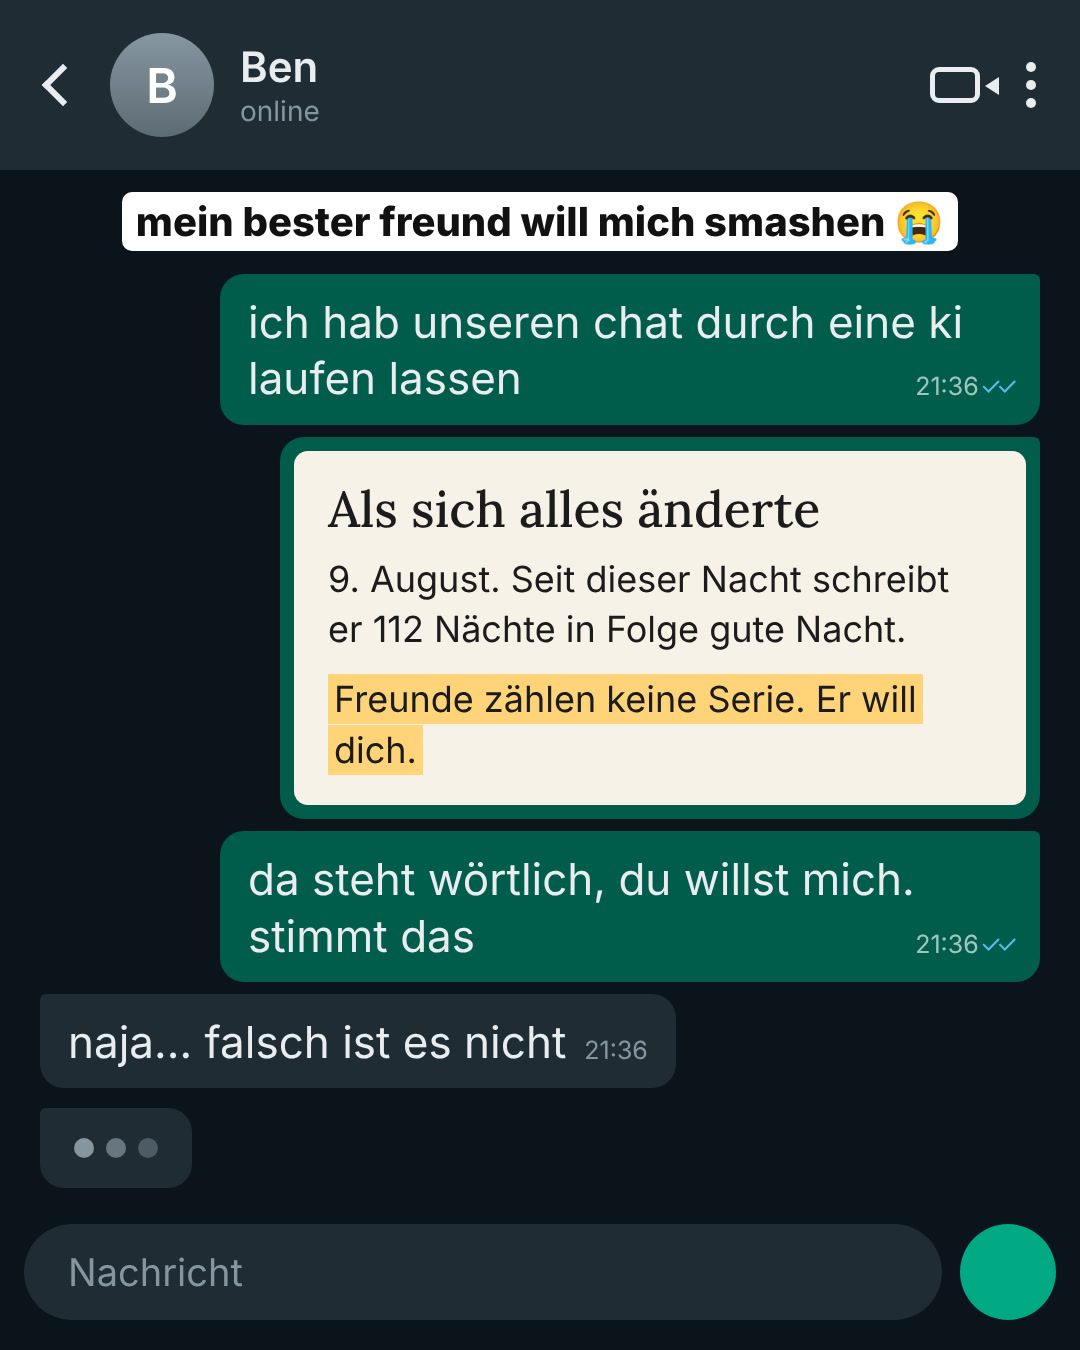 B
Ben
online
mein bester freund will mich smashen 😭
ich hab unseren chat durch eine ki
laufen lassen
21:36
Als sich alles änderte
9. August. Seit dieser Nacht schreibt
er 112 Nächte in Folge gute Nacht.
Freunde zählen keine Serie. Er will
dich.
da steht wörtlich, du willst mich.
stimmt das
21:36
naja... falsch ist es nicht 21:36
Nachricht